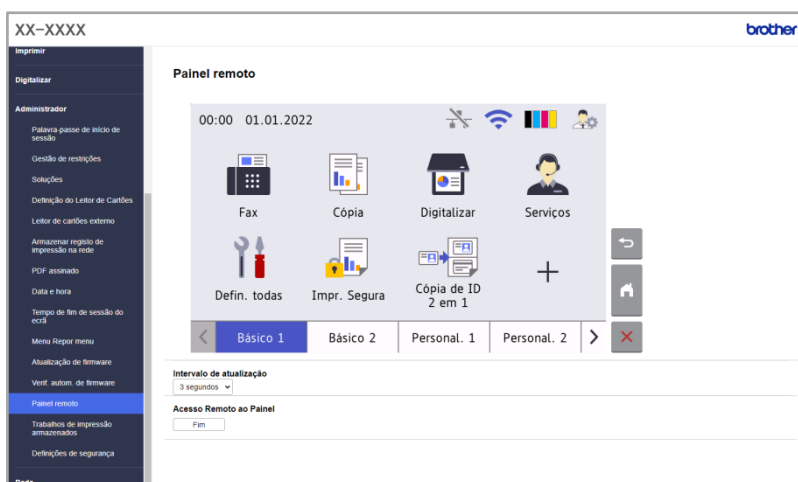 XX-XXXX
brother
Imprimir
Digitalizar
Administrador
Palavra-passe de início de
sessão
Gestão de restrições
Soluções
Definição do Leitor de Cartões
Leitor de cartões externo
Armazenar registo de
impressão na rede
PDF assinado
Data e hora
Tempo de fim de sessão do
ecrã
Menu Repor menu
Atualização de firmware
Verif. autom. de firmware
Painel remoto
Trabalhos de impressão
armazenados
Definições de segurança
Painel remoto
00:00 01.01.2022
Fax
Cópia
Digitalizar
Serviços
Defin. todas
Impr. Segura
Cópia de ID
2 em 1
Básico 1
Básico 2
Personal. 1
Personal. 2
Intervalo de atualização
3 segundos
Acesso Remoto ao Painel
Fim